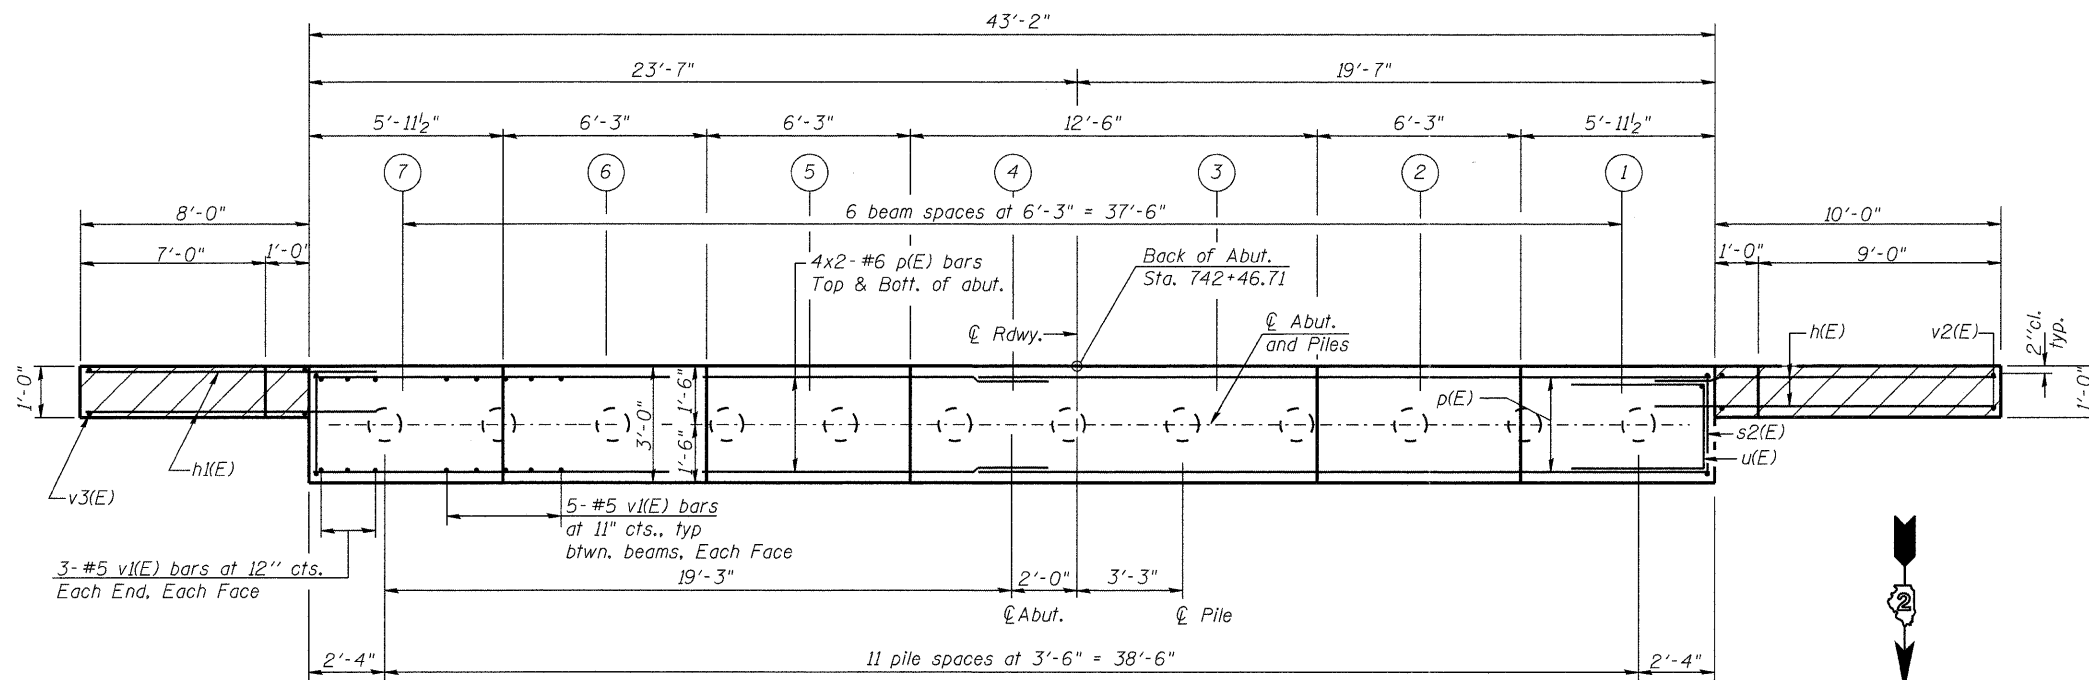 43'-2"
23'-7" 19'-7"
5'-11½" 6'-3" 6'-3" 12'-6" 6'-3" 5'-11½"
7 6 5 4 3 2 1
8'-0" 6 beam spaces at 6'-3" = 37'-6" 10'-0"
7'-0" 1'-0" 1'-0" 9'-0"
4x2-#6 p(E) bars
Top & Bott. of abut.
Back of Abut.
Sta. 742+46.71
℄ Rdwy.
℄ Abut.
and Piles
h(E) v2(E)
2"cl.
typ.
1'-0"
1'-6"
3'-0"
1'-6"
p(E)
1'-0"
s2(E)
u(E)
h1(E)
v3(E)
5-#5 v1(E) bars
at 11" cts., typ
btwn. beams, Each Face
3-#5 v1(E) bars at 12" cts.
Each End, Each Face
19'-3" 2'-0" 3'-3"
℄ Abut. ℄ Pile
2
2'-4" 11 pile spaces at 3'-6" = 38'-6" 2'-4"